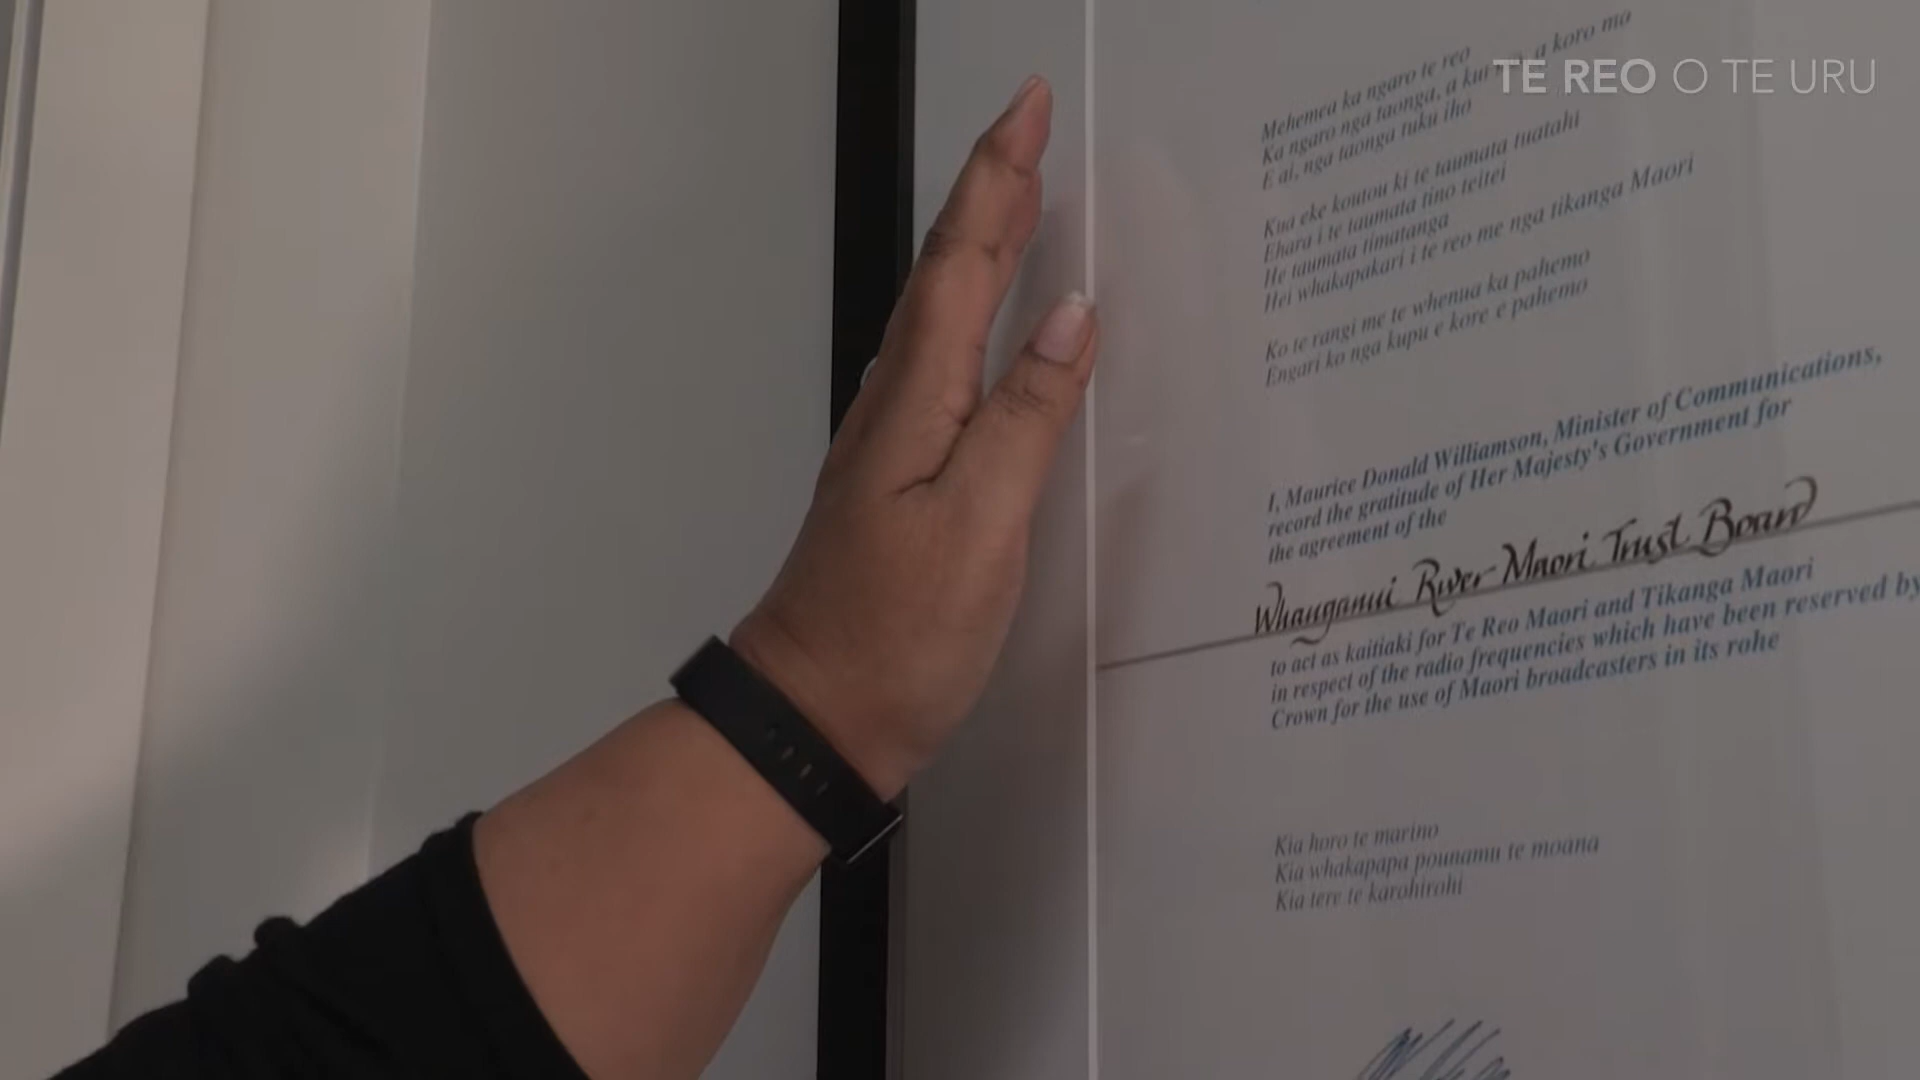 TE REO O TE URU
Mehemea ka ngaro te reo
Ka ngaro nga taonga, a kui ma, a koro ma
E ai, nga taonga tuku iho
Kua eke koutou ki te taumata tuatahi
Ehara i te taumata tino teitei
He taumata timatanga
Hei whakapakari i te reo me nga tikanga Maori
Ko te rangi me te whenua ka pahemo
Engari ko nga kupu e kore e pahemo
I, Maurice Donald Williamson, Minister of Communications,
record the gratitude of Her Majesty's Government for
the agreement of the
Whanganui River Maori Trust Board
to act as kaitiaki for Te Reo Maori and Tikanga Maori
in respect of the radio frequencies which have been reserved by
Crown for the use of Maori broadcasters in its rohe
Kia horo te marino
Kia whakapapa pounamu te moana
Kia tere te karohirohi